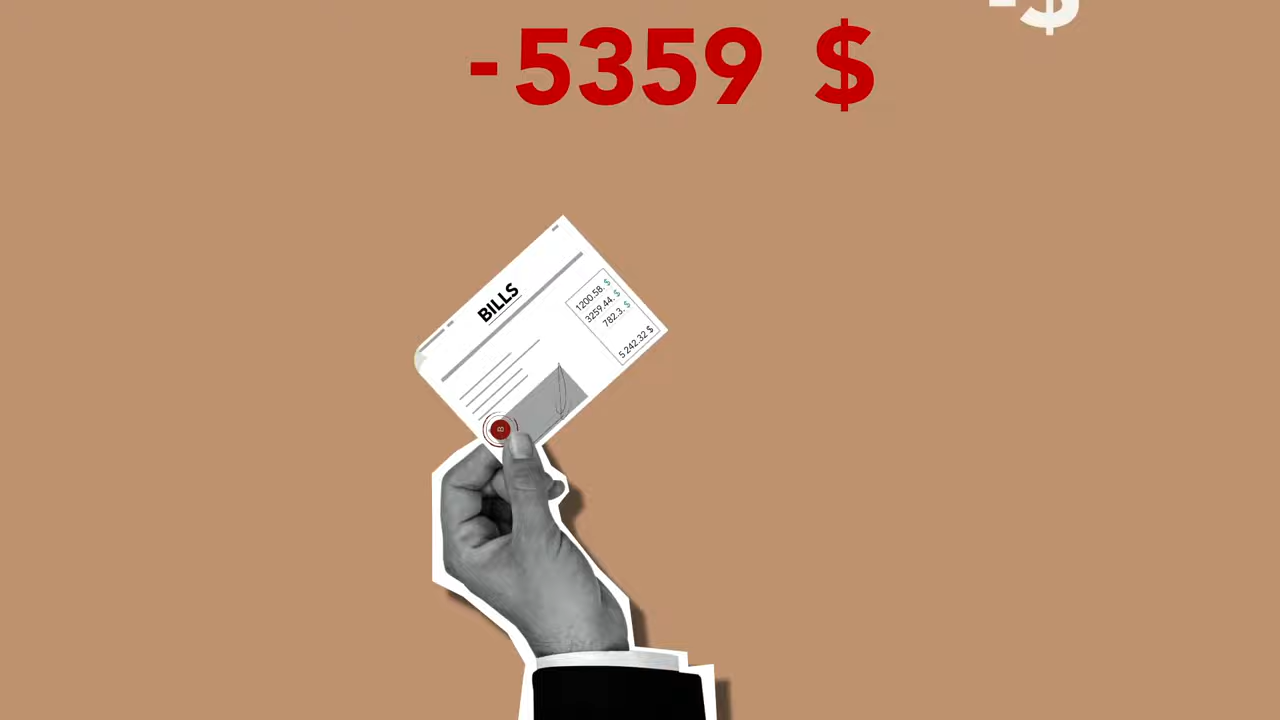 -$
-5359 $
BILLS
1200.58. $
3259.44. $
782.3. $
5 242.32 $
B